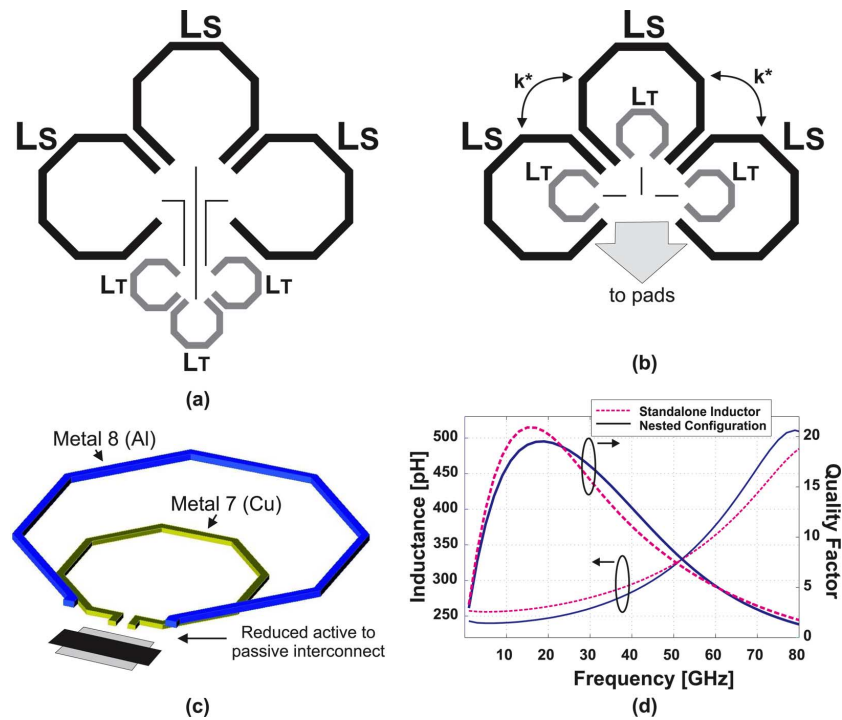 LS
LS
LS
LT
LT
LT
(a)
LS
k*
k*
LT
LS
LS
LT
LT
to pads
(b)
Metal 8 (Al)
Metal 7 (Cu)
Reduced active to
passive interconnect
(c)
Standalone Inductor
Nested Configuration
Inductance [pH]
500
450
400
350
300
250
20
15
10
5
0
Quality Factor
10 20 30 40 50 60 70 80
Frequency [GHz]
(d)